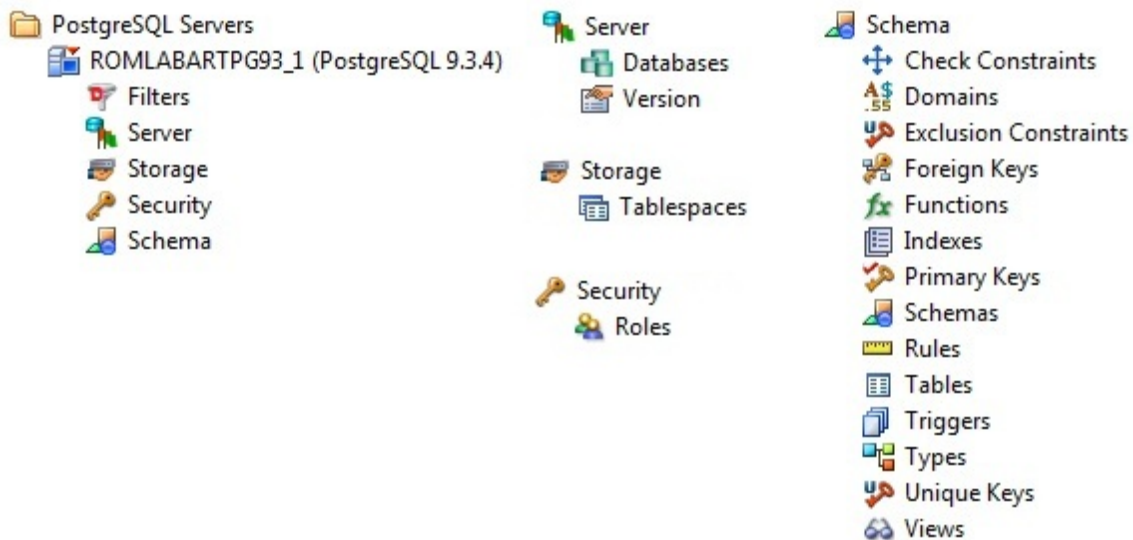 PostgreSQL Servers
ROMLABARTPG93_1 (PostgreSQL 9.3.4)
Filters
Server
Storage
Security
Schema
Server
Databases
Version
Storage
Tablespaces
Security
Roles
Schema
Check Constraints
Domains
Exclusion Constraints
Foreign Keys
Functions
Indexes
Primary Keys
Schemas
Rules
Tables
Triggers
Types
Unique Keys
Views